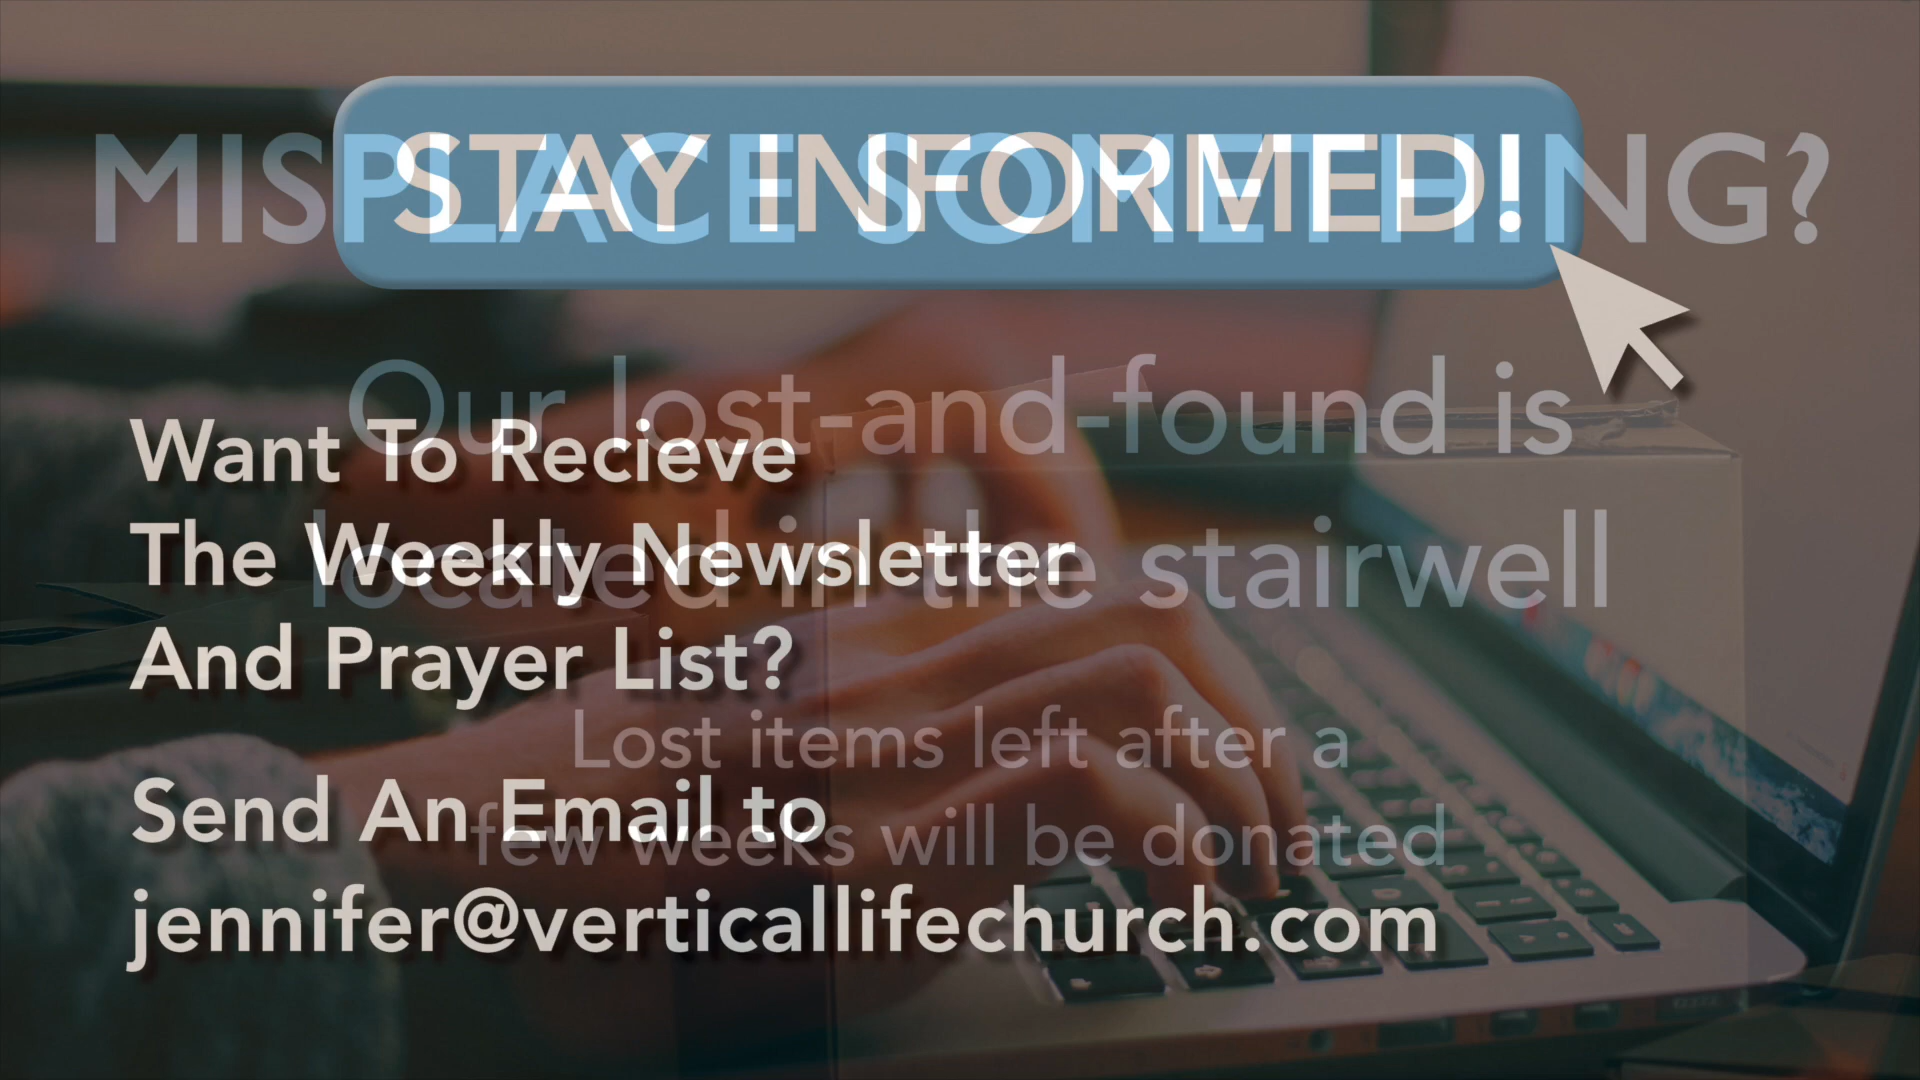 STAY INFORMED!
Want To Recieve
The Weekly Newsletter
And Prayer List?
Send An Email to
jennifer@verticallifechurch.com
MISPLACE SOMETHING?
Our lost-and-found is
located in the stairwell
Lost items left after a
few weeks will be donated